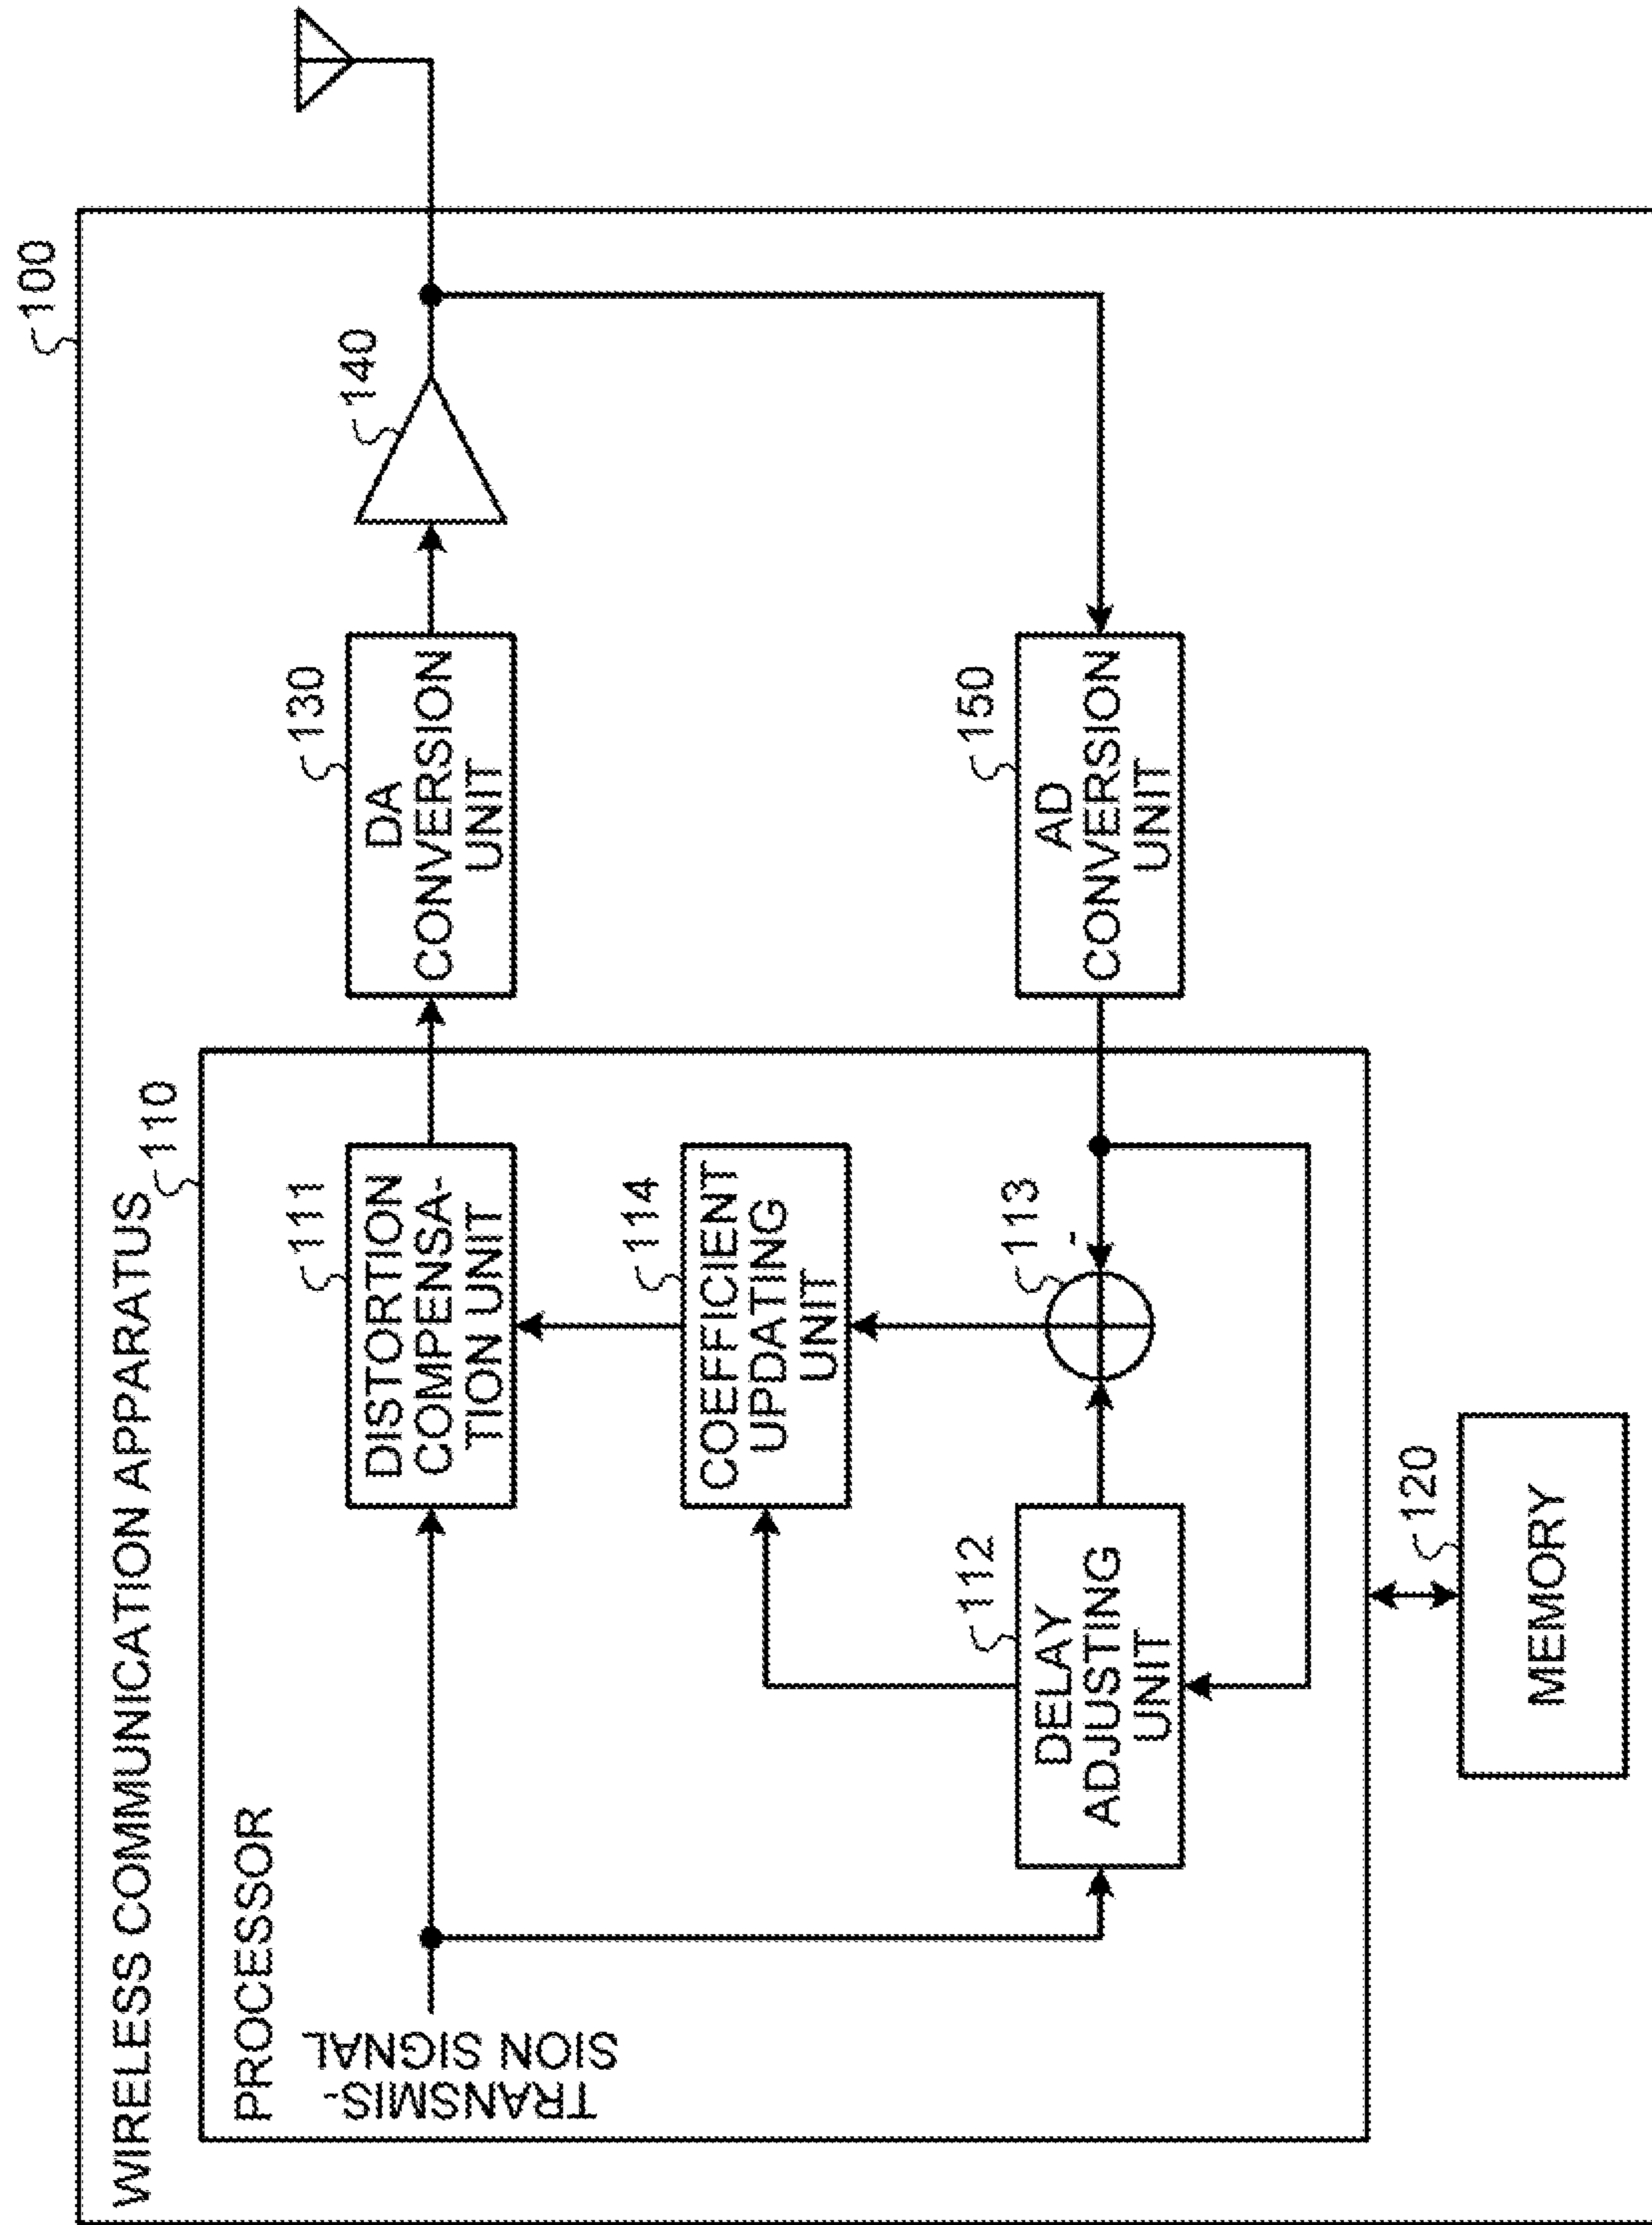 100
WIRELESS COMMUNICATION APPARATUS
110
PROCESSOR
TRANSMIS-
SION SIGNAL
111
DISTORTION
COMPENSA-
TION UNIT
130
DA
CONVERSION
UNIT
140
114
COEFFICIENT
UPDATING
UNIT
112
DELAY
ADJUSTING
UNIT
113
-
150
AD
CONVERSION
UNIT
120
MEMORY